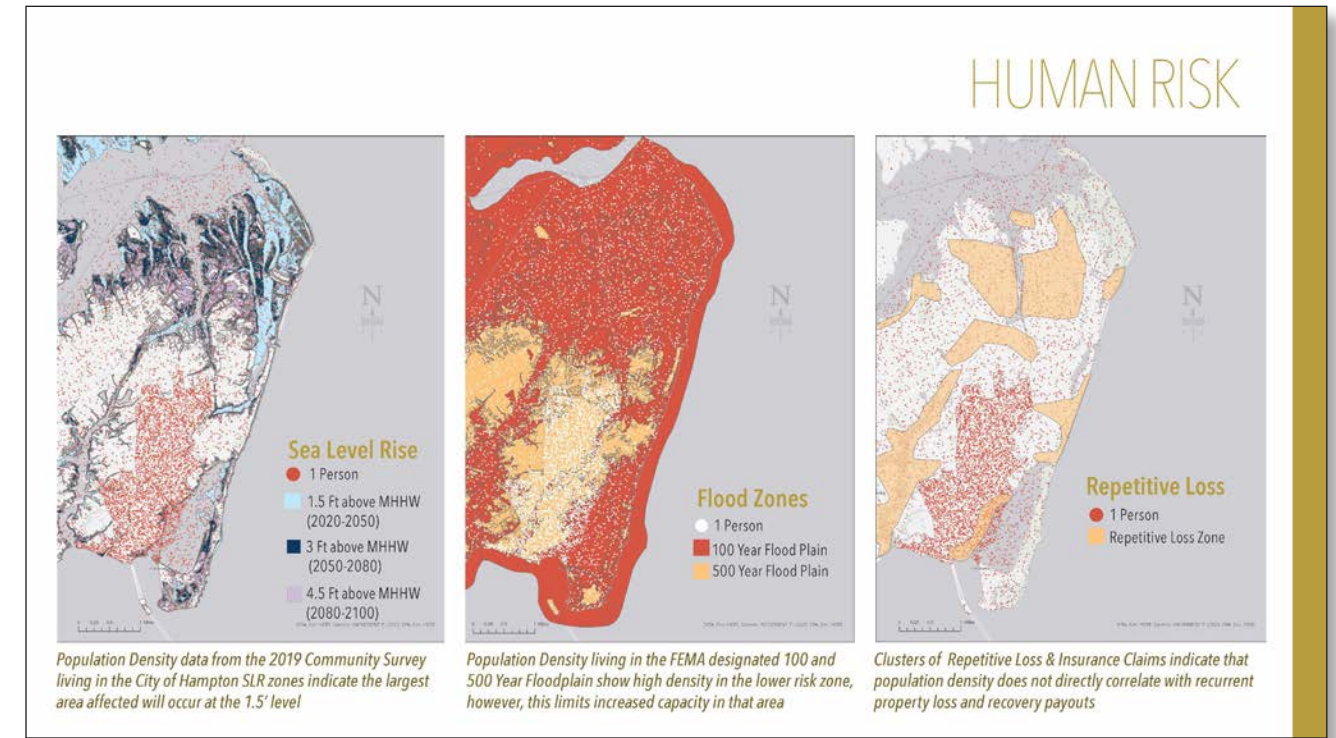 HUMAN RISK
N
Sea Level Rise
1 Person
1.5 Ft above MHHW
(2020-2050)
3 Ft above MHHW
(2050-2080)
4.5 Ft above MHHW
(2080-2100)
Population Density data from the 2019 Community Survey
living in the City of Hampton SLR zones indicate the largest
area affected will occur at the 1.5' level
N
Flood Zones
1 Person
100 Year Flood Plain
500 Year Flood Plain
Population Density living in the FEMA designated 100 and
500 Year Floodplain show high density in the lower risk zone,
however, this limits increased capacity in that area
N
Repetitive Loss
1 Person
Repetitive Loss Zone
Clusters of Repetitive Loss & Insurance Claims indicate that
population density does not directly correlate with recurrent
property loss and recovery payouts